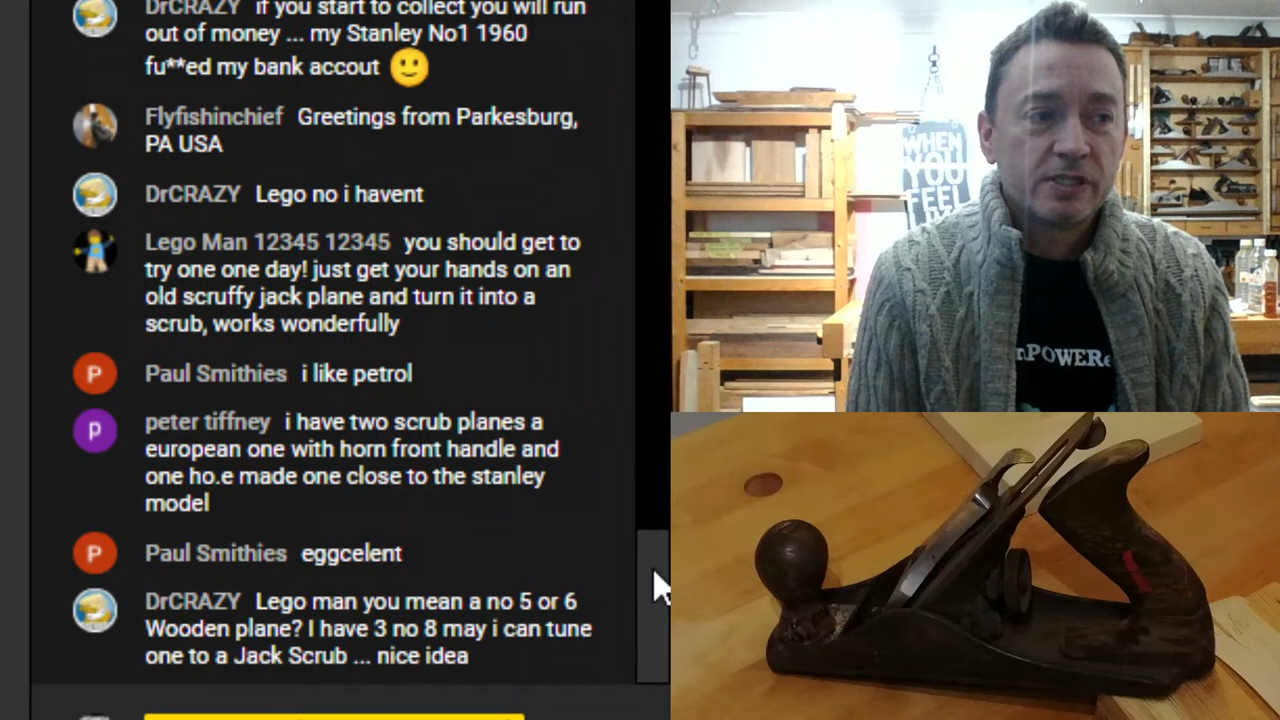 DrCRAZY if you start to collect you will run
out of money ... my Stanley No1 1960
fu**ed my bank accout 🙂
Flyfishinchief Greetings from Parkesburg,
PA USA
DrCRAZY Lego no i havent
Lego Man 12345 12345 you should get to
try one one day! just get your hands on an
old scruffy jack plane and turn it into a
scrub, works wonderfully
P
Paul Smithies i like petrol
p
peter tiffney i have two scrub planes a
european one with horn front handle and
one ho.e made one close to the stanley
model
P
Paul Smithies eggcelent
DrCRAZY Lego man you mean a no 5 or 6
Wooden plane? I have 3 no 8 may i can tune
one to a Jack Scrub ... nice idea
WHEN
YOU
FEEL
nPOWERe